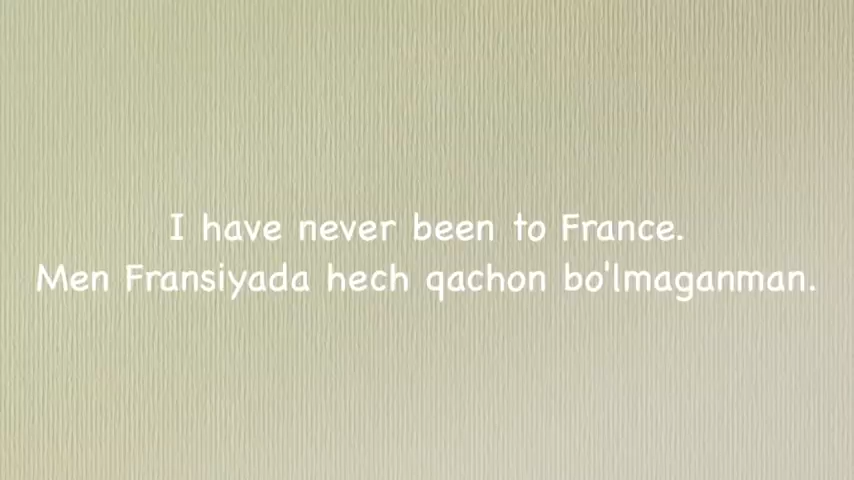 I have never been to France.
Men Fransiyada hech qachon bo'lmaganman.